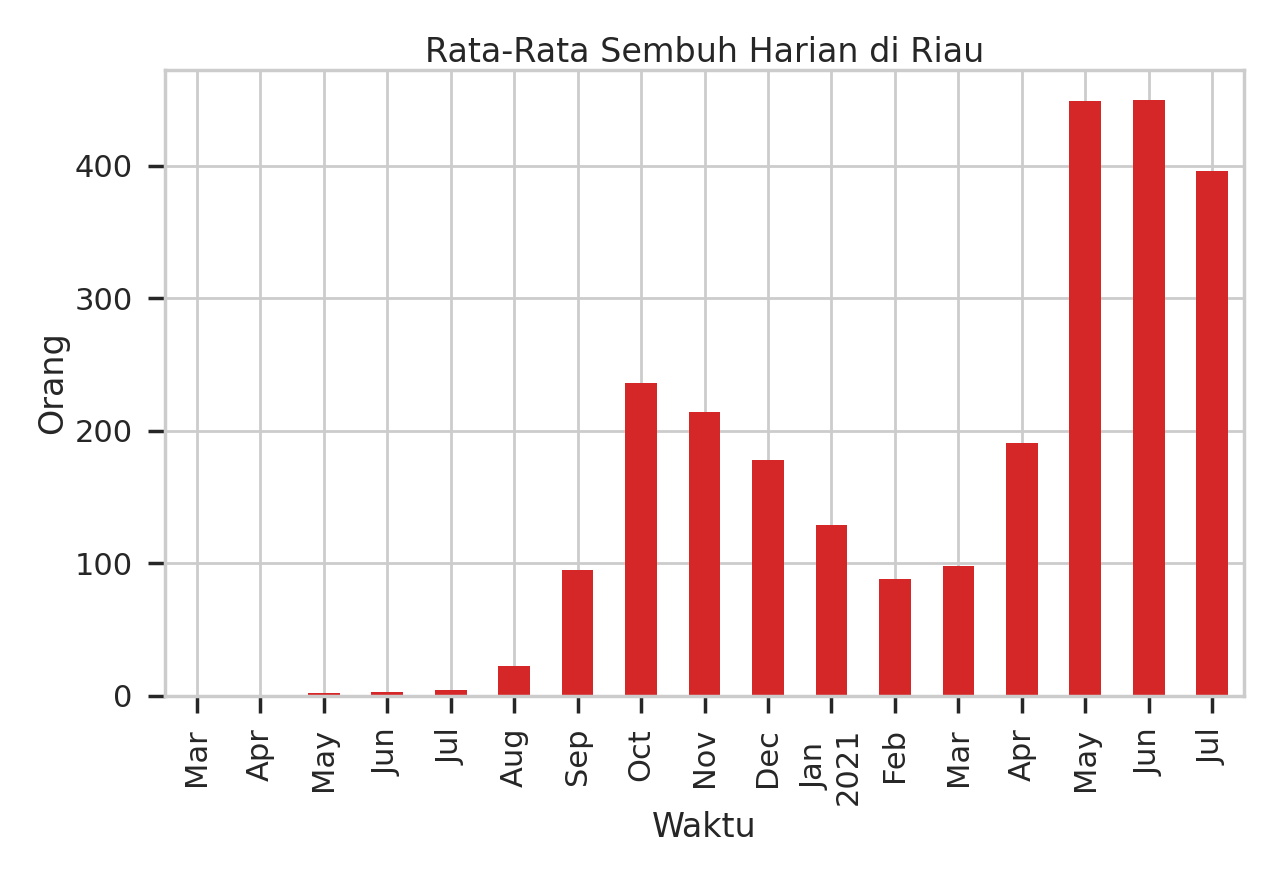 Rata-Rata Sembuh Harian di Riau
Orang
400
300
200
100
0
Mar
Apr
May
Jun
Jul
Aug
Sep
Oct
Nov
Dec
Jan
2021
Feb
Mar
Apr
May
Jun
Jul
Waktu